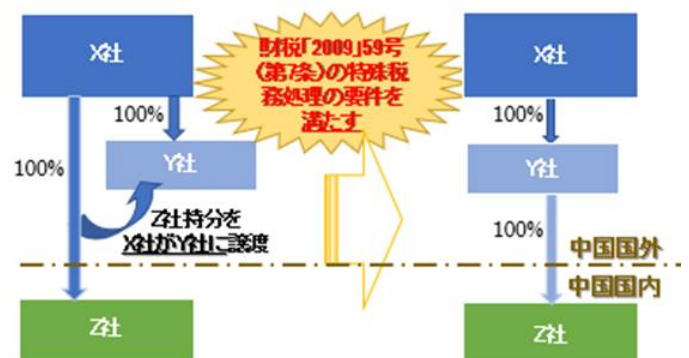 X社
財税「2009」59号
(第7条)の特殊税
務処理の要件を
満たす
X社
100%
100%
Y社
100%
Y社
Z社持分を
X社がY社に譲渡
100%
中国国外
中国国内
Z社
Z社